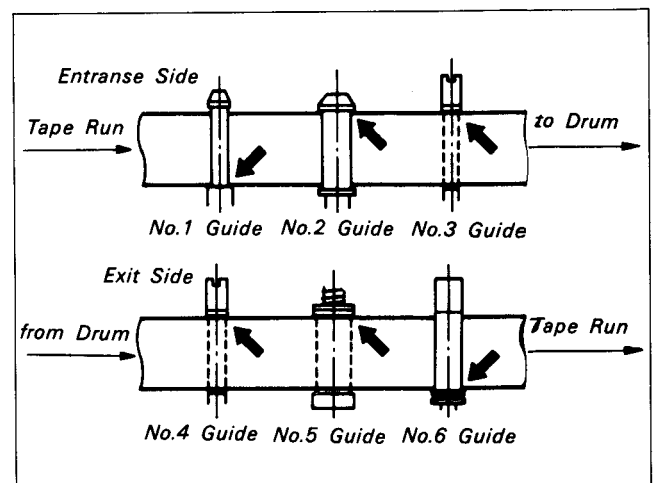 Entranse Side
Tape Run
to Drum
No.1 Guide No.2 Guide No.3 Guide
Exit Side
from Drum
Tape Run
No.4 Guide No.5 Guide No.6 Guide